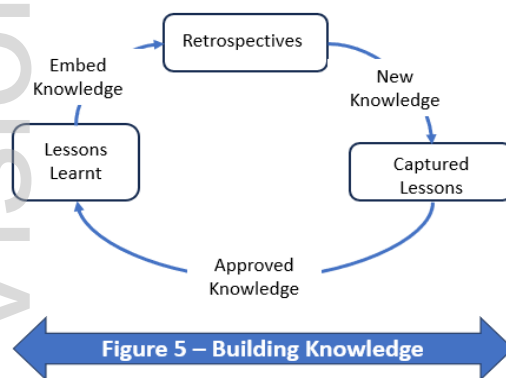 Retrospectives
Embed
Knowledge
New
Knowledge
Lessons
Learnt
Captured
Lessons
Approved
Knowledge
Figure 5 – Building Knowledge